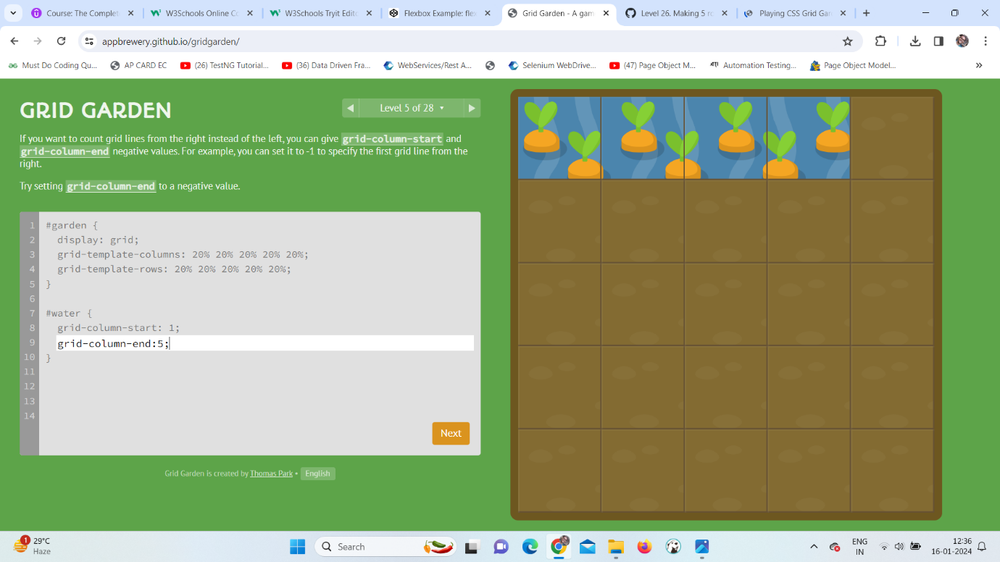 Course: The Complet
W3Schools Online Co
W3Schools Tryit Edito
Flexbox Example: flex
Grid Garden - A gam
Level 26. Making 5 ro
Playing CSS Grid Gar
appbrewery.github.io/gridgarden/
Must Do Coding Qu...
AP CARD EC
(26) TestNG Tutorial...
(36) Data Driven Fra...
WebServices/Rest A...
Selenium WebDrive...
(47) Page Object M...
Automation Testing...
Page Object Model...
GRID GARDEN
Level 5 of 28
If you want to count grid lines from the right instead of the left, you can give grid-column-start and
grid-column-end negative values. For example, you can set it to -1 to specify the first grid line from the
right.
Try setting grid-column-end to a negative value.
1 #garden {
2 display: grid;
3 grid-template-columns: 20% 20% 20% 20% 20%;
4 grid-template-rows: 20% 20% 20% 20% 20%;
5 }
6
7 #water {
8 grid-column-start: 1;
9 grid-column-end:5;
10 }
11
12
13
14
Next
Grid Garden is created by Thomas Park • English
1
29°C
Haze
Search
ENG
IN
12:36
16-01-2024